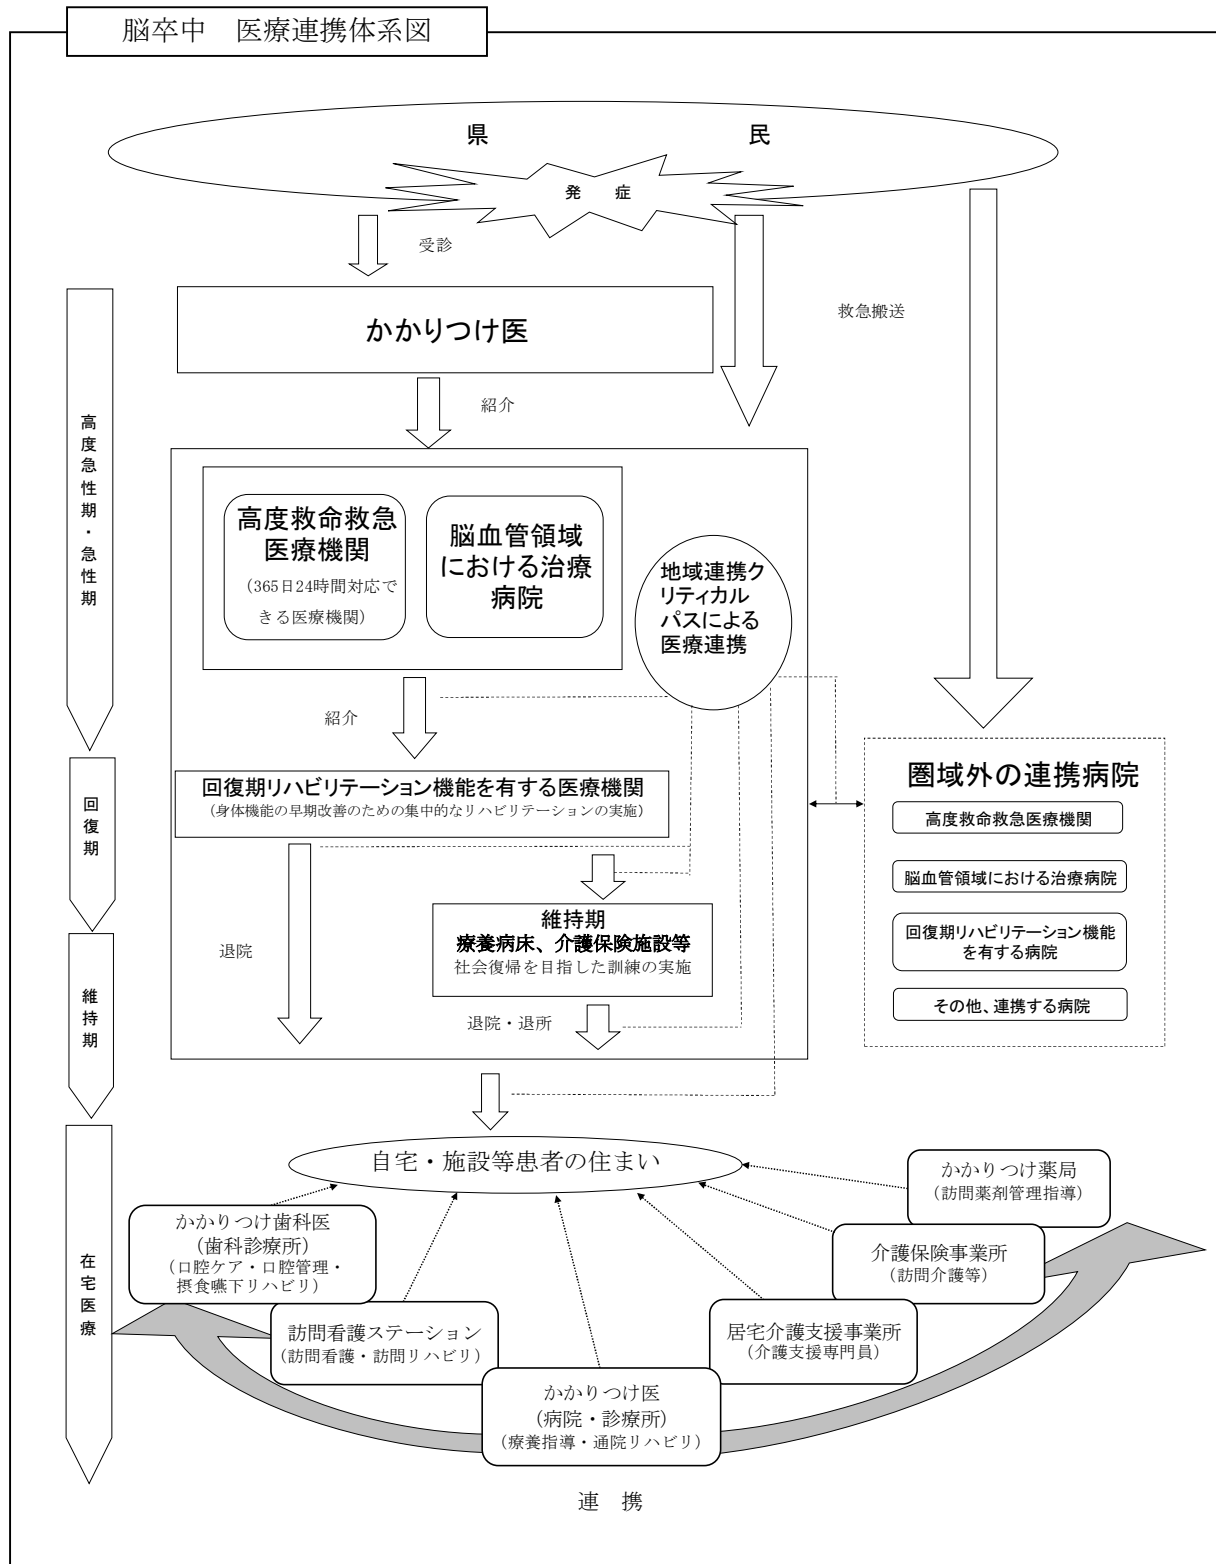 脳卒中　医療連携体系図
県　民
発　症
受診
救急搬送
かかりつけ医
紹介
高度急性期・急性期
高度救命救急
医療機関
（365日24時間対応で
きる医療機関）
脳血管領域
における治療
病院
地域連携ク
リティカル
パスによる
医療連携
紹介
回復期リハビリテーション機能を有する医療機関
（身体機能の早期改善のための集中的なリハビリテーションの実施）
回復期
圏域外の連携病院
高度救命救急医療機関
脳血管領域における治療病院
回復期リハビリテーション機能
を有する病院
その他、連携する病院
維持期
療養病床、介護保険施設等
社会復帰を目指した訓練の実施
退院
維持期
退院・退所
自宅・施設等患者の住まい
在宅医療
かかりつけ薬局
（訪問薬剤管理指導）
かかりつけ歯科医
（歯科診療所）
（口腔ケア・口腔管理・
摂食嚥下リハビリ）
介護保険事業所
（訪問介護等）
訪問看護ステーション
（訪問看護・訪問リハビリ）
居宅介護支援事業所
（介護支援専門員）
かかりつけ医
（病院・診療所）
（療養指導・通院リハビリ）
連　携